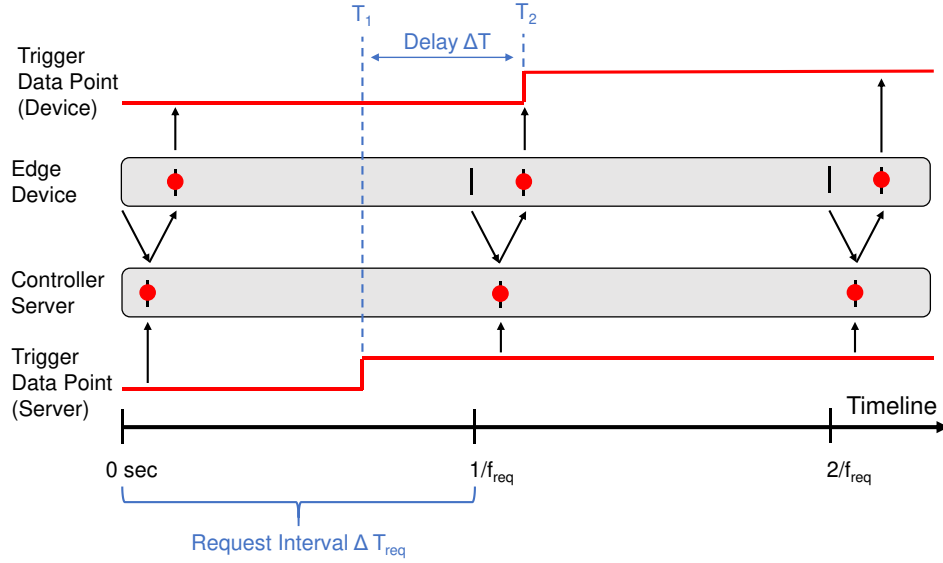 T1
T2
Delay ΔT
Trigger
Data Point
(Device)
Edge
Device
Controller
Server
Trigger
Data Point
(Server)
Timeline
0 sec
1/freq
2/freq
Request Interval Δ Treq